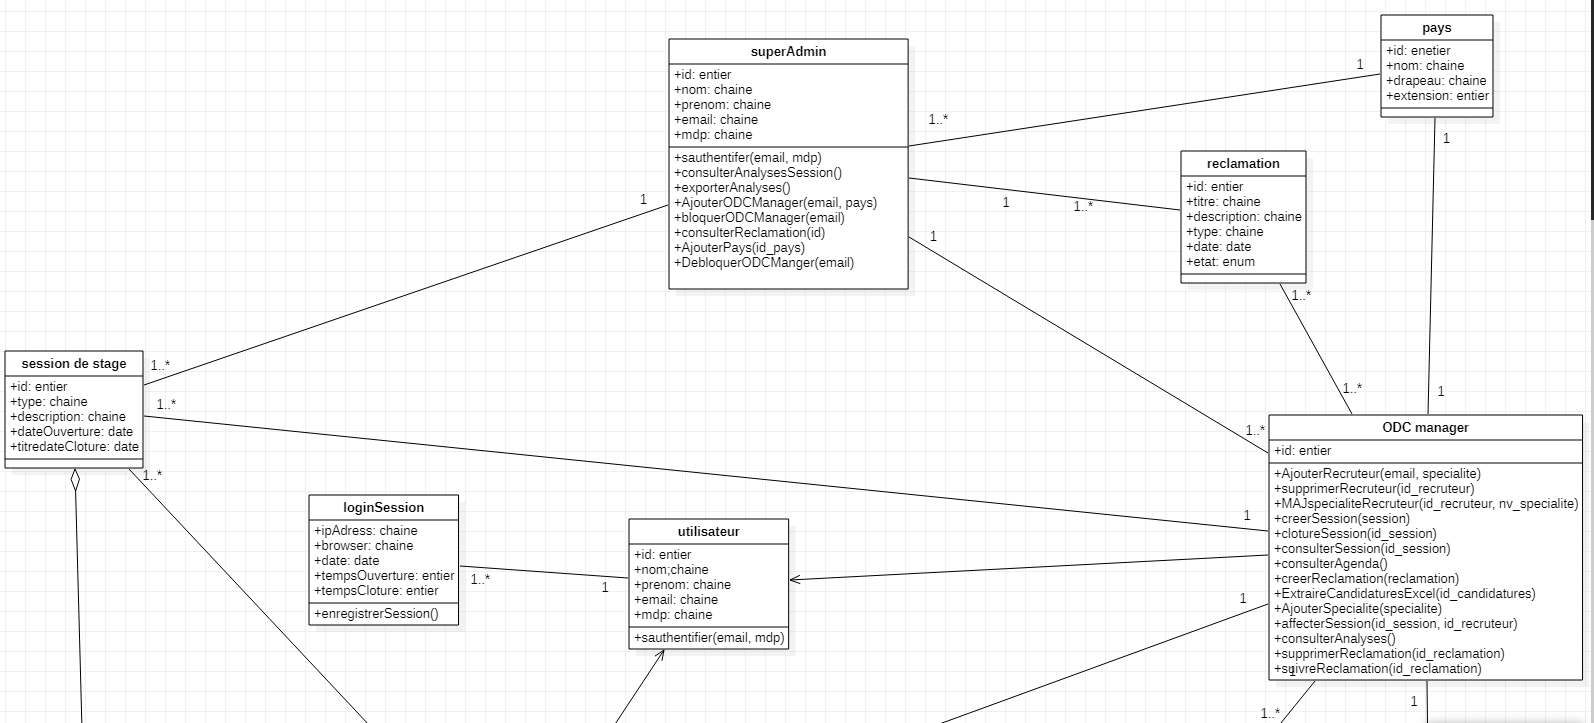 pays
+id: enetier
+nom: chaine
+drapeau: chaine
+extension: entier
superAdmin
+id: entier
+nom: chaine
+prenom: chaine
+email: chaine
+mdp: chaine
+sauthentifer(email, mdp)
+consulterAnalysesSession()
+exporterAnalyses()
+AjouterODCManager(email, pays)
+bloquerODCManager(email)
+consulterReclamation(id)
+AjouterPays(id_pays)
+DebloquerODCManger(email)
1
1..*
1
reclamation
+id: entier
+titre: chaine
+description: chaine
+type: chaine
+date: date
+etat: enum
1
1
1..*
1
1..*
1..*
1
1..*
session de stage
+id: entier
+type: chaine
+description: chaine
+dateOuverture: date
+titredateCloture: date
1..*
1..*
1..*
ODC manager
+id: entier
+AjouterRecruteur(email, specialite)
+supprimerRecruteur(id_recruteur)
+MAJspecialiteRecruteur(id_recruteur, nv_specialite)
+creerSession(session)
+clotureSession(id_session)
+consulterSession(id_session)
+consulterAgenda()
+creerReclamation(reclamation)
+ExtraireCandidaturesExcel(id_candidatures)
+AjouterSpecialite(specialite)
+affecterSession(id_session, id_recruteur)
+consulterAnalyses()
+supprimerReclamation(id_reclamation)
+suivreReclamation(id_reclamation)
1
loginSession
+ipAdress: chaine
+browser: chaine
+date: date
+tempsOuverture: entier
+tempsCloture: entier
+enregistrerSession()
1..*
1
utilisateur
+id: entier
+nom;chaine
+prenom: chaine
+email: chaine
+mdp: chaine
+sauthentifier(email, mdp)
1
1
1..*
1